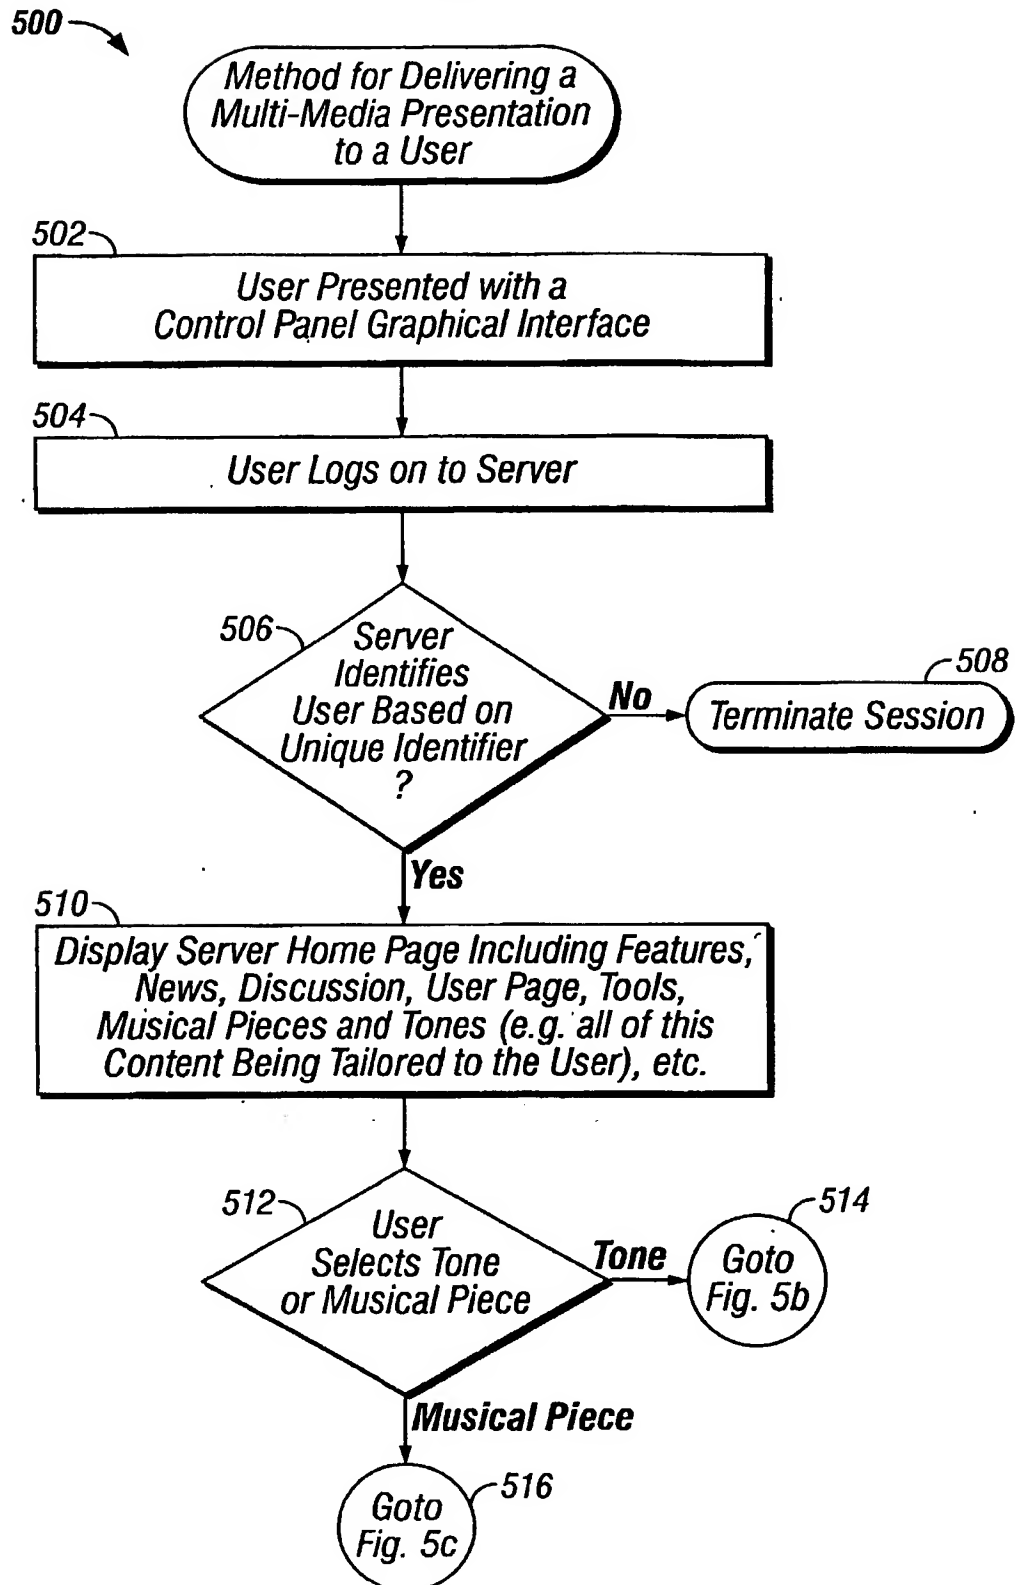 500
Method for Delivering a
Multi-Media Presentation
to a User
502
User Presented with a
Control Panel Graphical Interface
504
User Logs on to Server
506
Server
Identifies
User Based on
Unique Identifier
?
No
508
Terminate Session
Yes
510
Display Server Home Page Including Features,
News, Discussion, User Page, Tools,
Musical Pieces and Tones (e.g. all of this
Content Being Tailored to the User), etc.
512
User
Selects Tone
or Musical Piece
Tone
514
Goto
Fig. 5b
Musical Piece
516
Goto
Fig. 5c